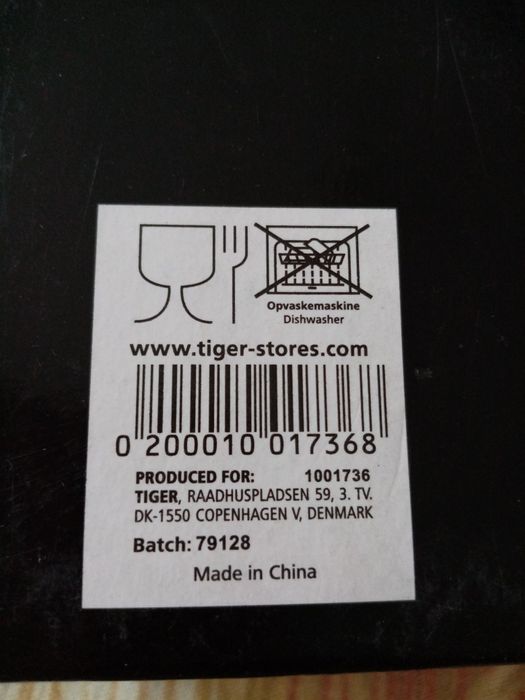 Opvaskemaskine
Dishwasher
www.tiger-stores.com
0 200010 017368
PRODUCED FOR: 1001736
TIGER, RAADHUSPLADSEN 59, 3. TV.
DK-1550 COPENHAGEN V, DENMARK
Batch: 79128
Made in China